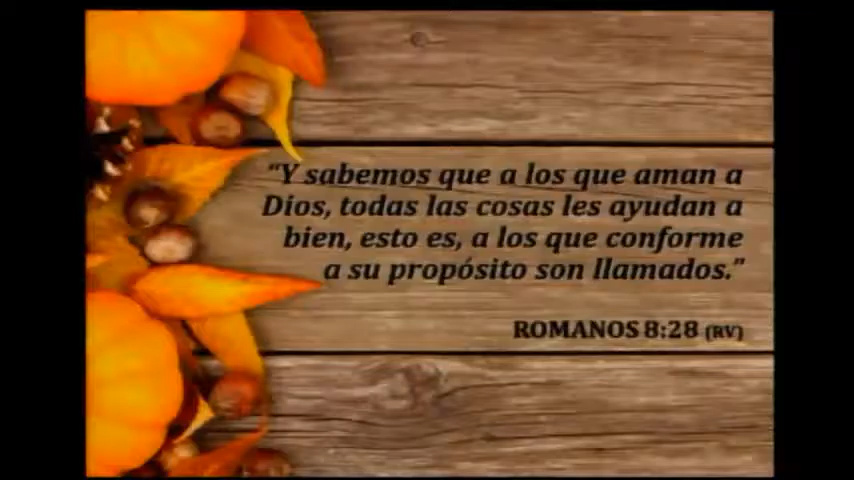 “Y sabemos que a los que aman a
Dios, todas las cosas les ayudan a
bien, esto es, a los que conforme
a su propósito son llamados.”
ROMANOS 8:28 (RV)